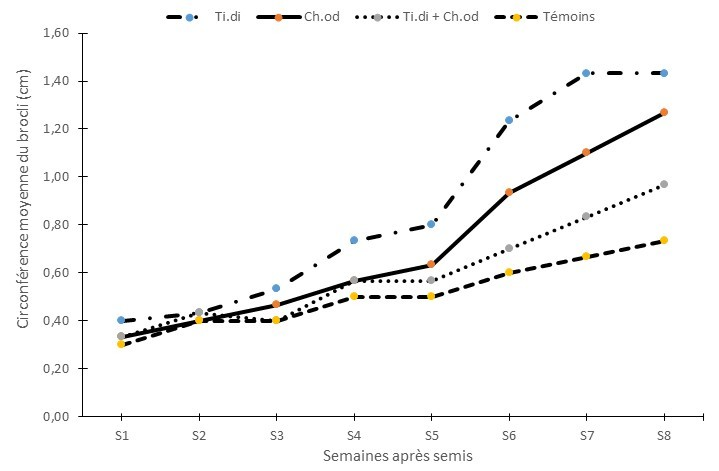 Ti.di Ch.od Ti.di + Ch.od Témoins
1,60
1,40
1,20
1,00
0,80
0,60
0,40
0,20
0,00
Circonférence moyenne du brocli (cm)
S1 S2 S3 S4 S5 S6 S7 S8
Semaines après semis